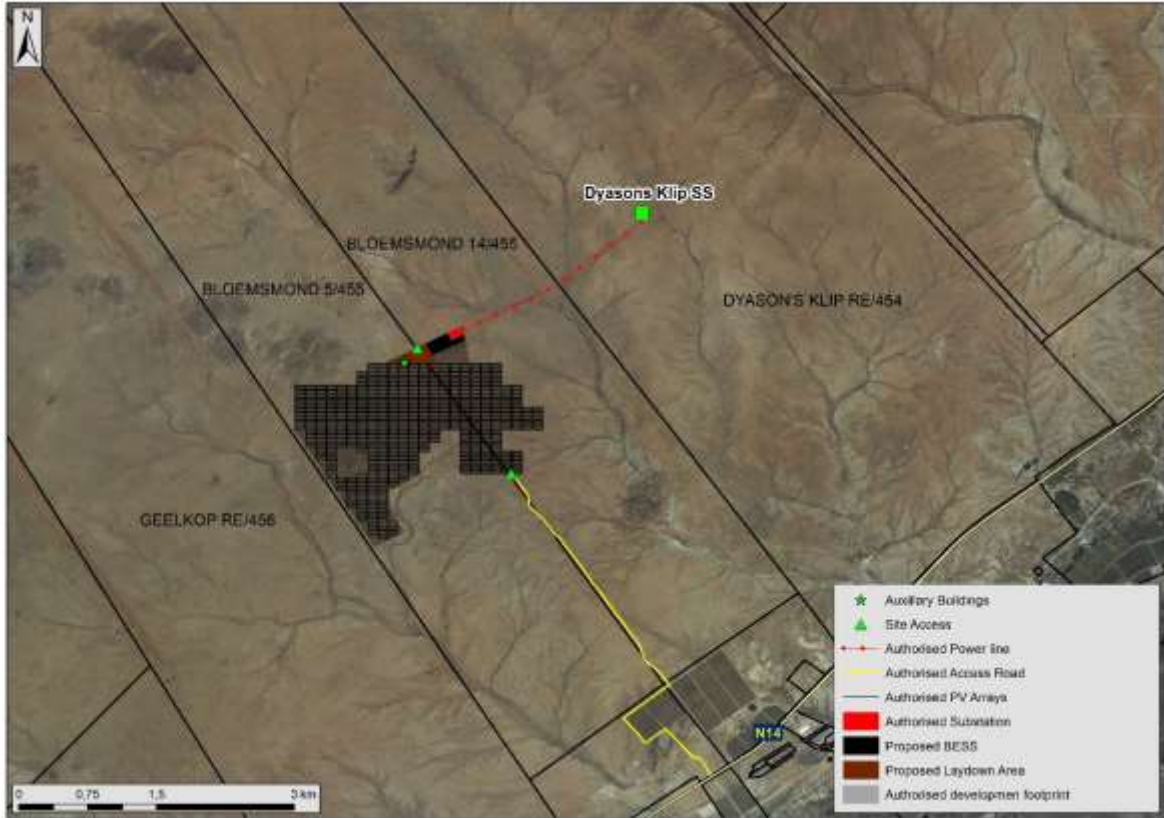 N
Dyasons Klip SS
BLOEMSMOND 14/455
BLOEMSMOND 5/455
DYASON'S KLIP RE/454
GEELKOP RE/456
N14
Auxillary Buildings
Site Access
Authorised Power line
Authorised Access Road
Authorised PV Arrays
Authorised Substation
Proposed BESS
Proposed Laydown Area
Authorised developmen footprint
0 0,75 1,5 3 km